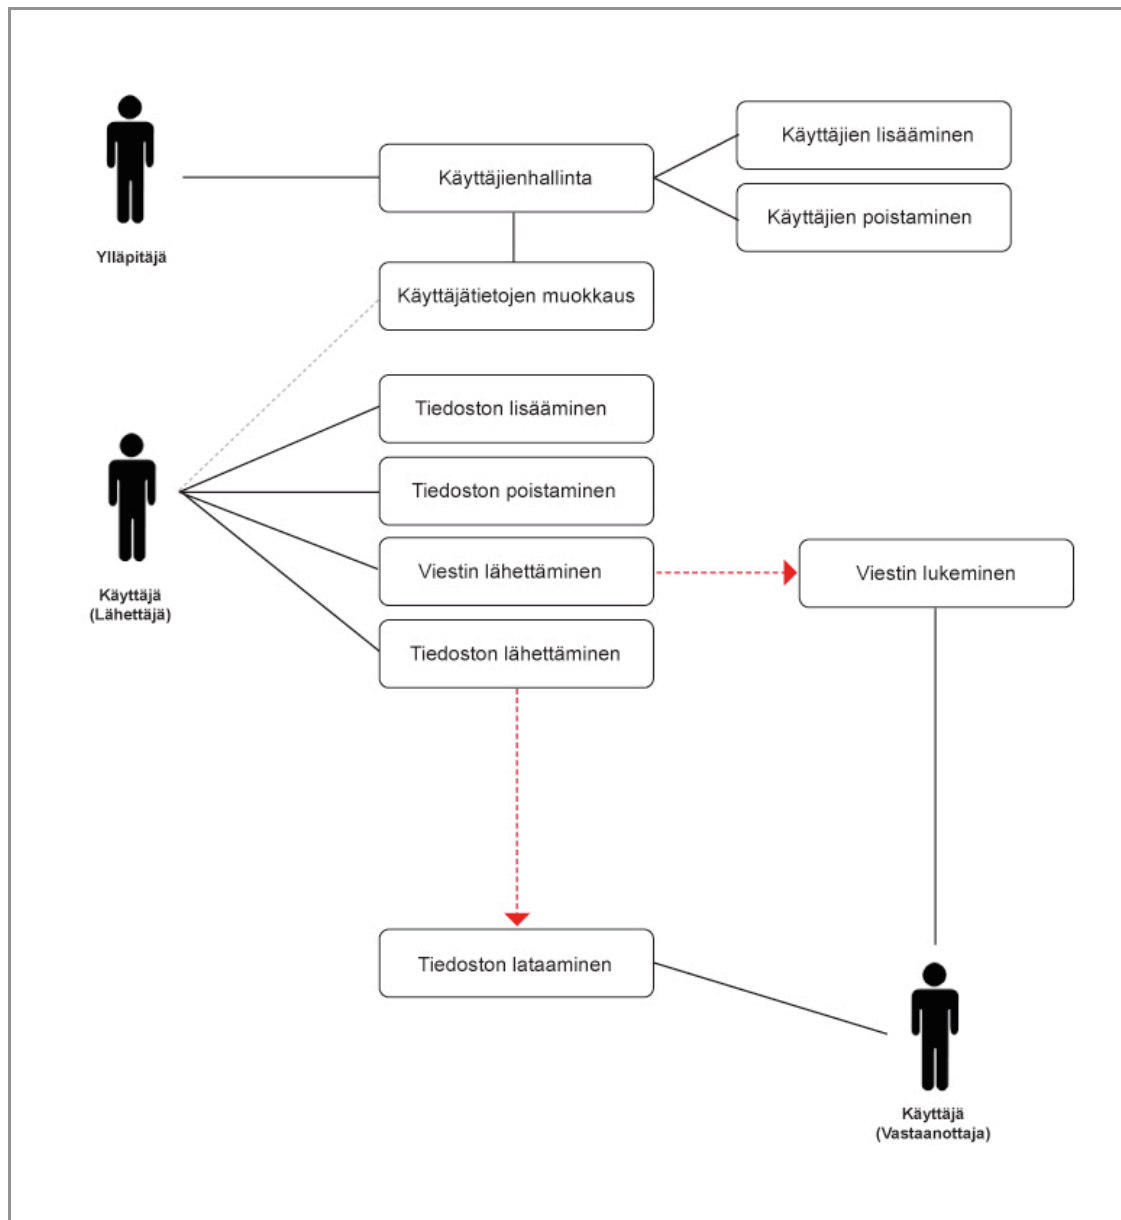 Käyttäjien lisääminen
Käyttäjienhallinta
Käyttäjien poistaminen
Ylläpitäjä
Käyttäjätietojen muokkaus
Tiedoston lisääminen
Tiedoston poistaminen
Viestin lähettäminen
Viestin lukeminen
Käyttäjä
(Lähettäjä)
Tiedoston lähettäminen
Tiedoston lataaminen
Käyttäjä
(Vastaanottaja)